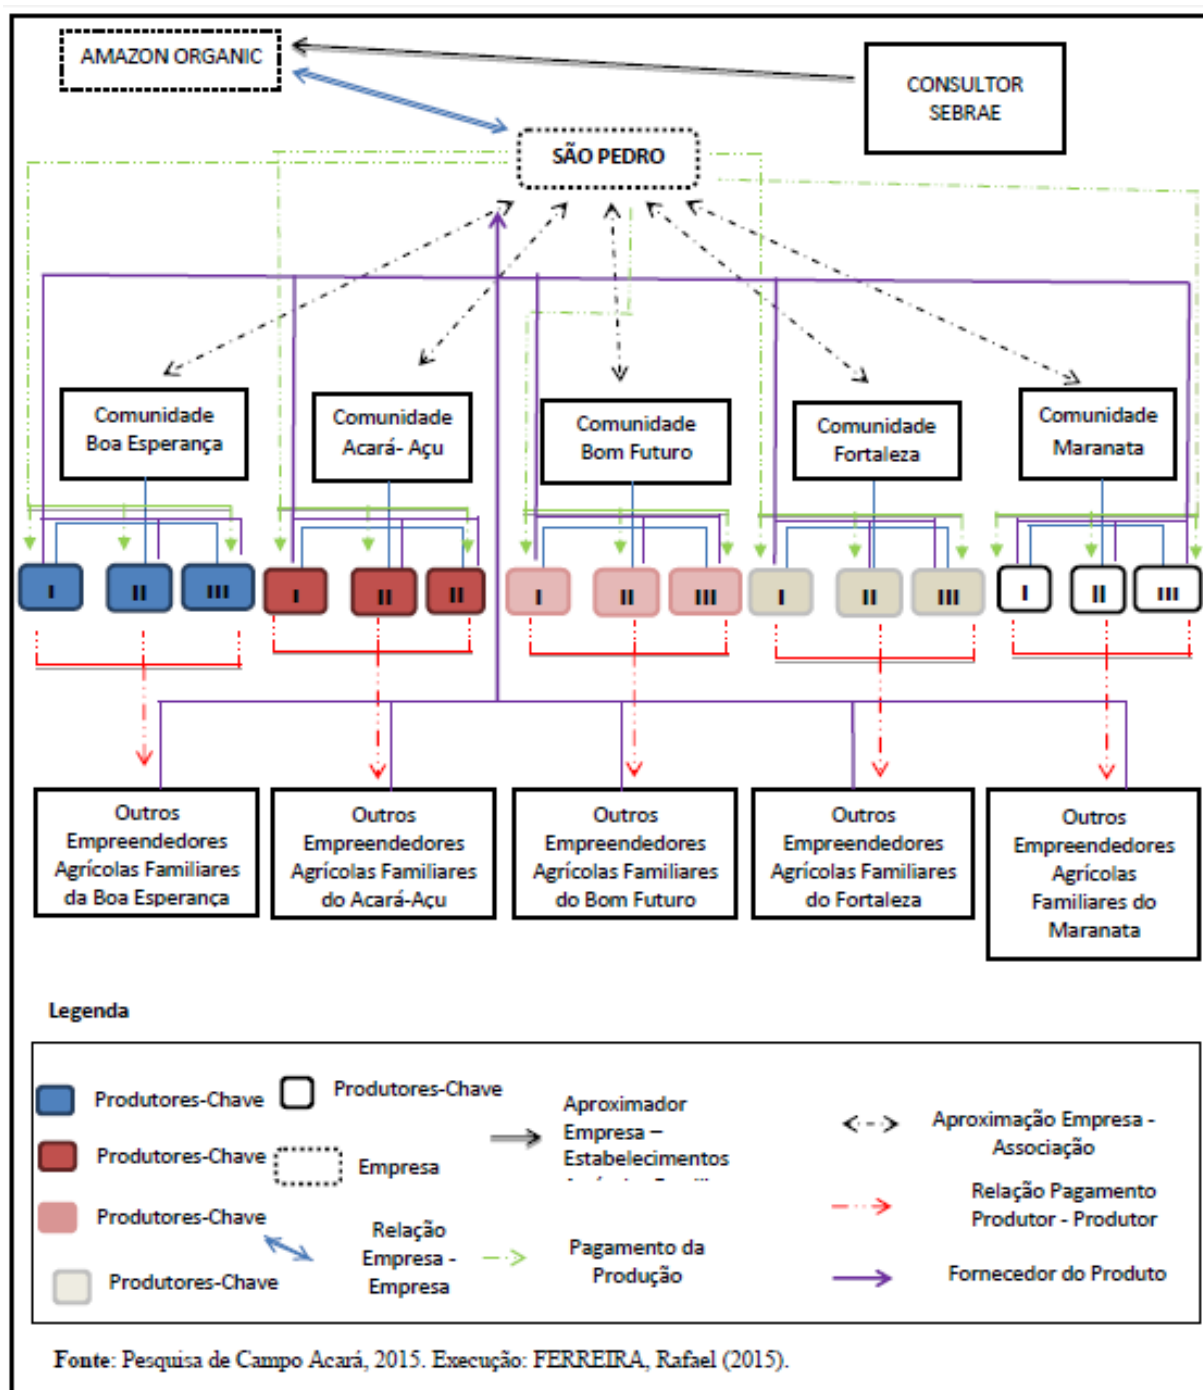 AMAZON ORGANIC
CONSULTOR
SEBRAE
SÃO PEDRO
Comunidade
Boa Esperança
Comunidade
Acará- Açu
Comunidade
Bom Futuro
Comunidade
Fortaleza
Comunidade
Maranata
I II III I II II I II III I II III I II III
Outros
Empreendedores
Agrícolas Familiares
da Boa Esperança
Outros
Empreendedores
Agrícolas Familiares
do Acará-Açu
Outros
Empreendedores
Agrícolas Familiares
do Bom Futuro
Outros
Empreendedores
Agrícolas Familiares
do Fortaleza
Outros
Empreendedores
Agrícolas
Familiares do
Maranata
Legenda
Produtores-Chave
Produtores-Chave
Produtores-Chave
Produtores-Chave
Produtores-Chave
Empresa
Relação
Empresa -
Empresa
Aproximador
Empresa –
Estabelecimentos
Pagamento da
Produção
Aproximação Empresa -
Associação
Relação Pagamento
Produtor - Produtor
Fornecedor do Produto
Fonte: Pesquisa de Campo Acará, 2015. Execução: FERREIRA, Rafael (2015).